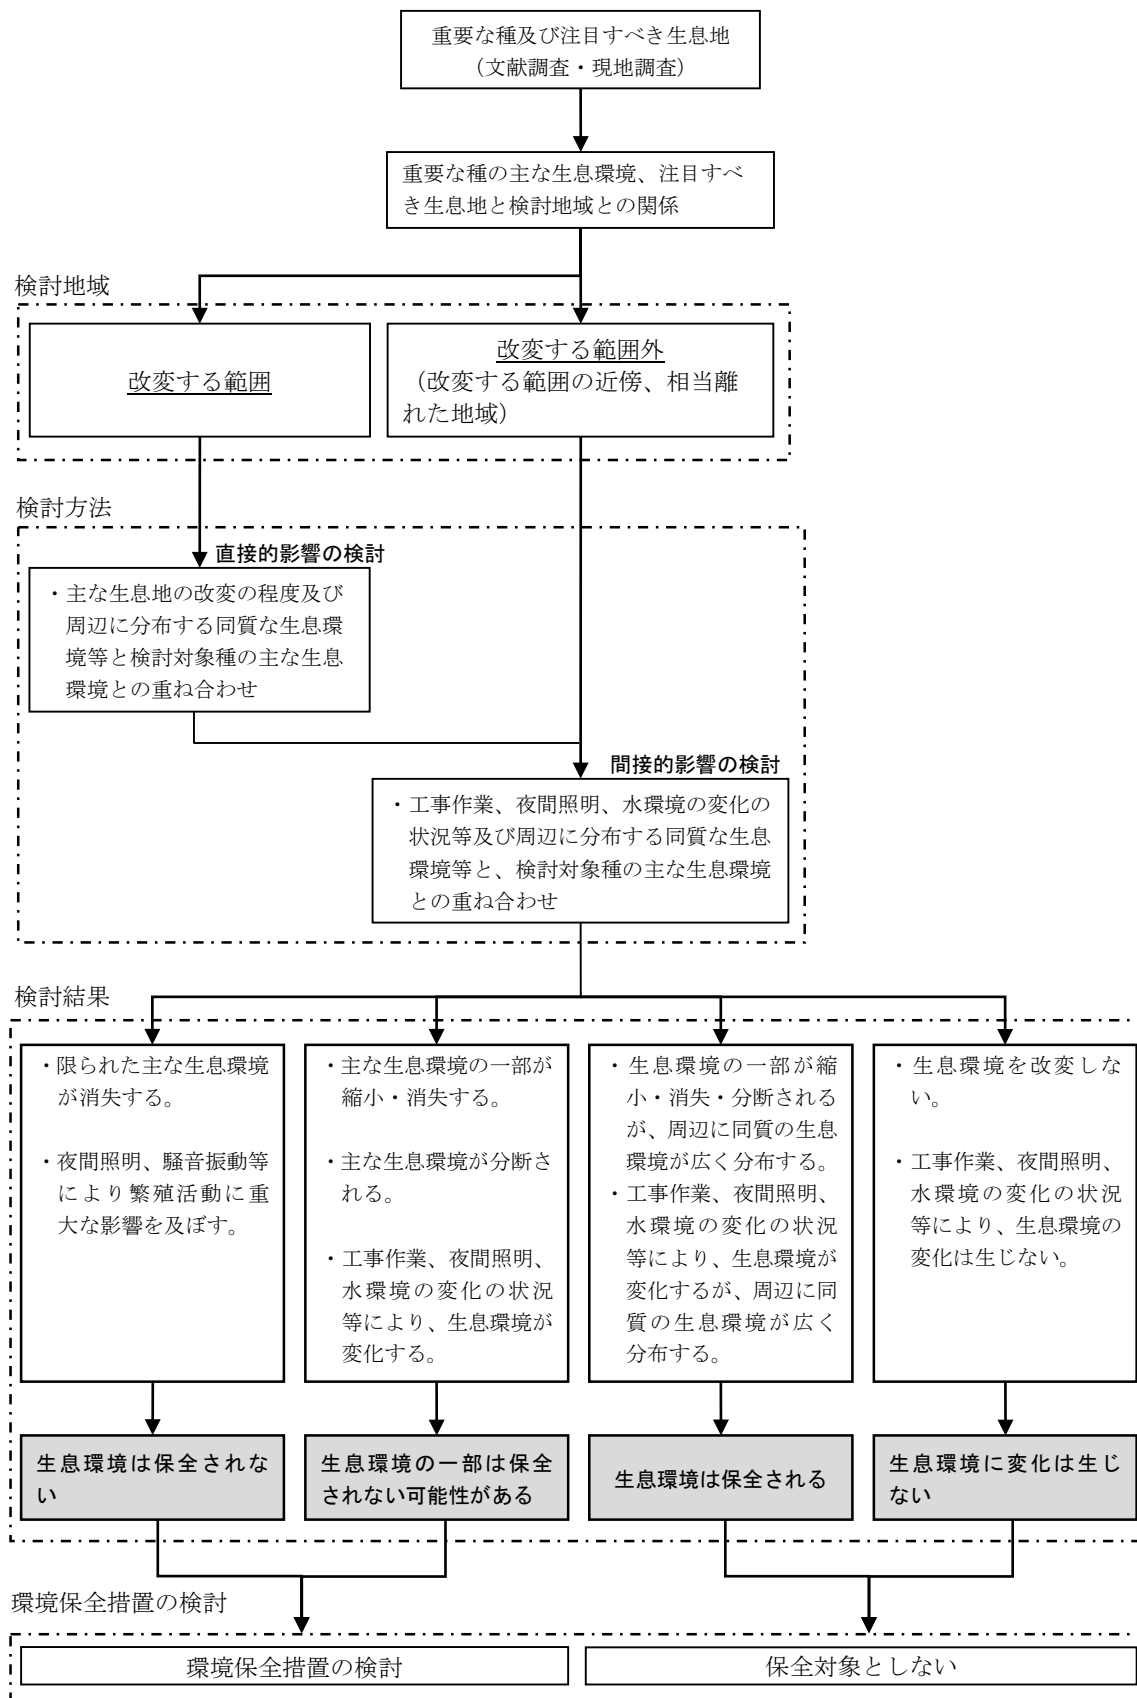 重要な種及び注目すべき生息地
（文献調査・現地調査）
重要な種の主な生息環境、注目すべ
き生息地と検討地域との関係
検討地域
改変する範囲
改変する範囲外
（改変する範囲の近傍、相当離
れた地域）
検討方法
直接的影響の検討
・主な生息地の改変の程度及び
周辺に分布する同質な生息環
境等と検討対象種の主な生息
環境との重ね合わせ
間接的影響の検討
・工事作業、夜間照明、水環境の変化の
状況等及び周辺に分布する同質な生息
環境等と、検討対象種の主な生息環境
との重ね合わせ
検討結果
・限られた主な生息環境
が消失する。
・夜間照明、騒音振動等
により繁殖活動に重
大な影響を及ぼす。
・主な生息環境の一部が
縮小・消失する。
・主な生息環境が分断さ
れる。
・工事作業、夜間照明、
水環境の変化の状況
等により、生息環境が
変化する。
・生息環境の一部が縮
小・消失・分断される
が、周辺に同質の生息
環境が広く分布する。
・工事作業、夜間照明、
水環境の変化の状況
等により、生息環境が
変化するが、周辺に同
質の生息環境が広く
分布する。
・生息環境を改変しな
い。
・工事作業、夜間照明、
水環境の変化の状況
等により、生息環境の
変化は生じない。
生息環境は保全されな
い
生息環境の一部は保全
されない可能性がある
生息環境は保全される
生息環境に変化は生じ
ない
環境保全措置の検討
環境保全措置の検討
保全対象としない